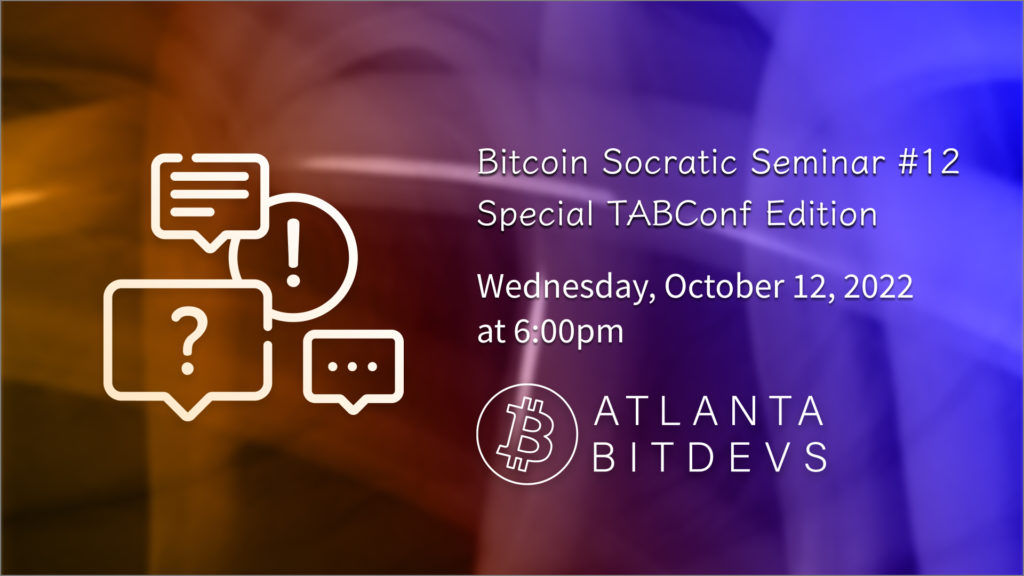 Bitcoin Socratic Seminar #12
Special TABConf Edition
Wednesday, October 12, 2022
at 6:00pm
ATLANTA
BITDEVS